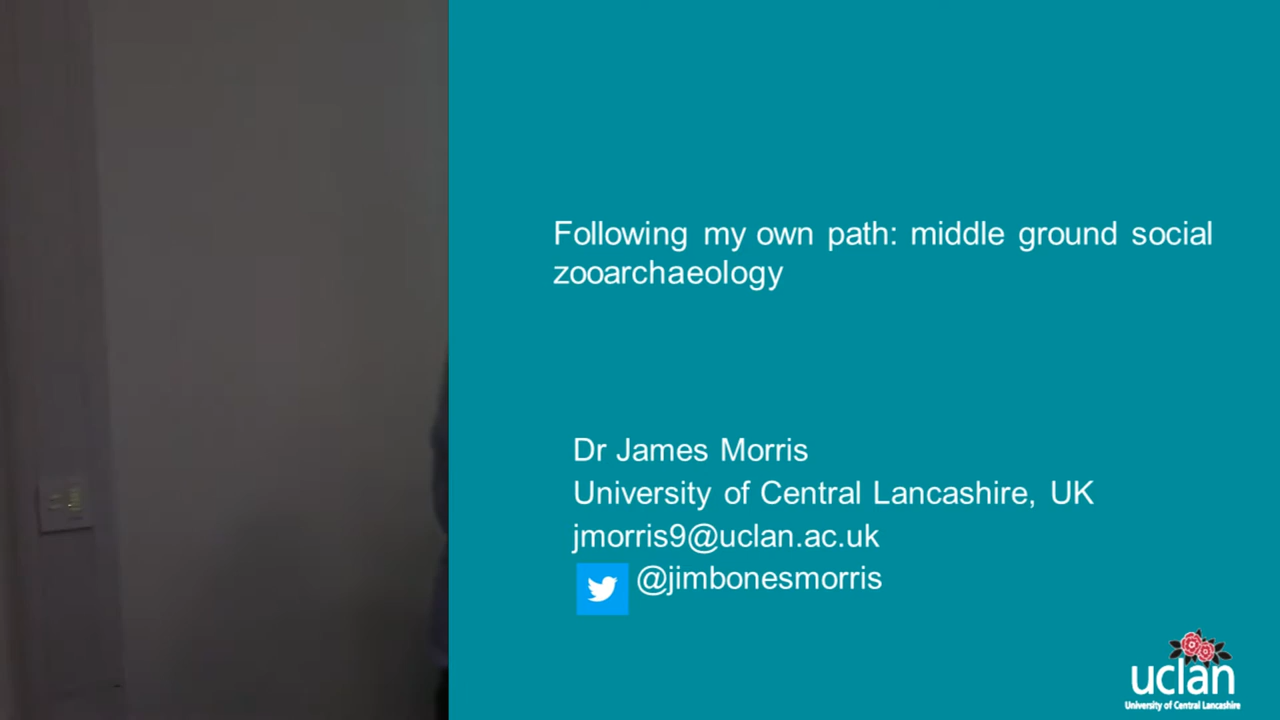 Following my own path: middle ground social
zooarchaeology
Dr James Morris
University of Central Lancashire, UK
jmorris9@uclan.ac.uk
@jimbonesmorris
uclan
University of Central Lancashire